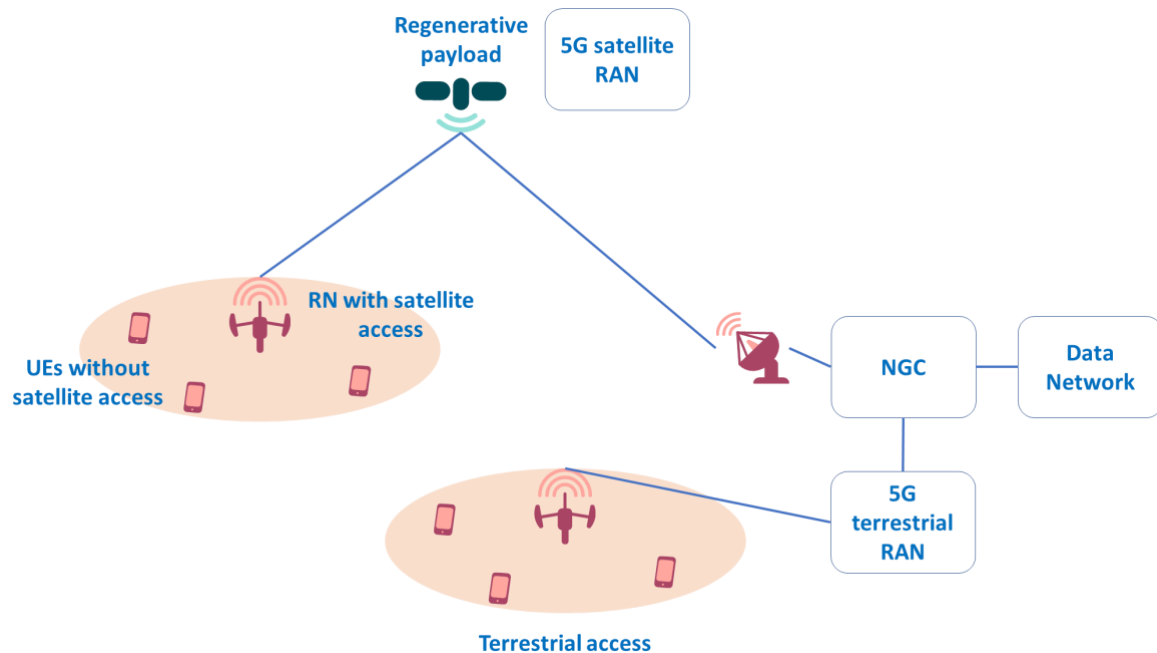 Regenerative
payload
5G satellite
RAN
RN with satellite
access
UEs without
satellite access
NGC
Data
Network
5G
terrestrial
RAN
Terrestrial access